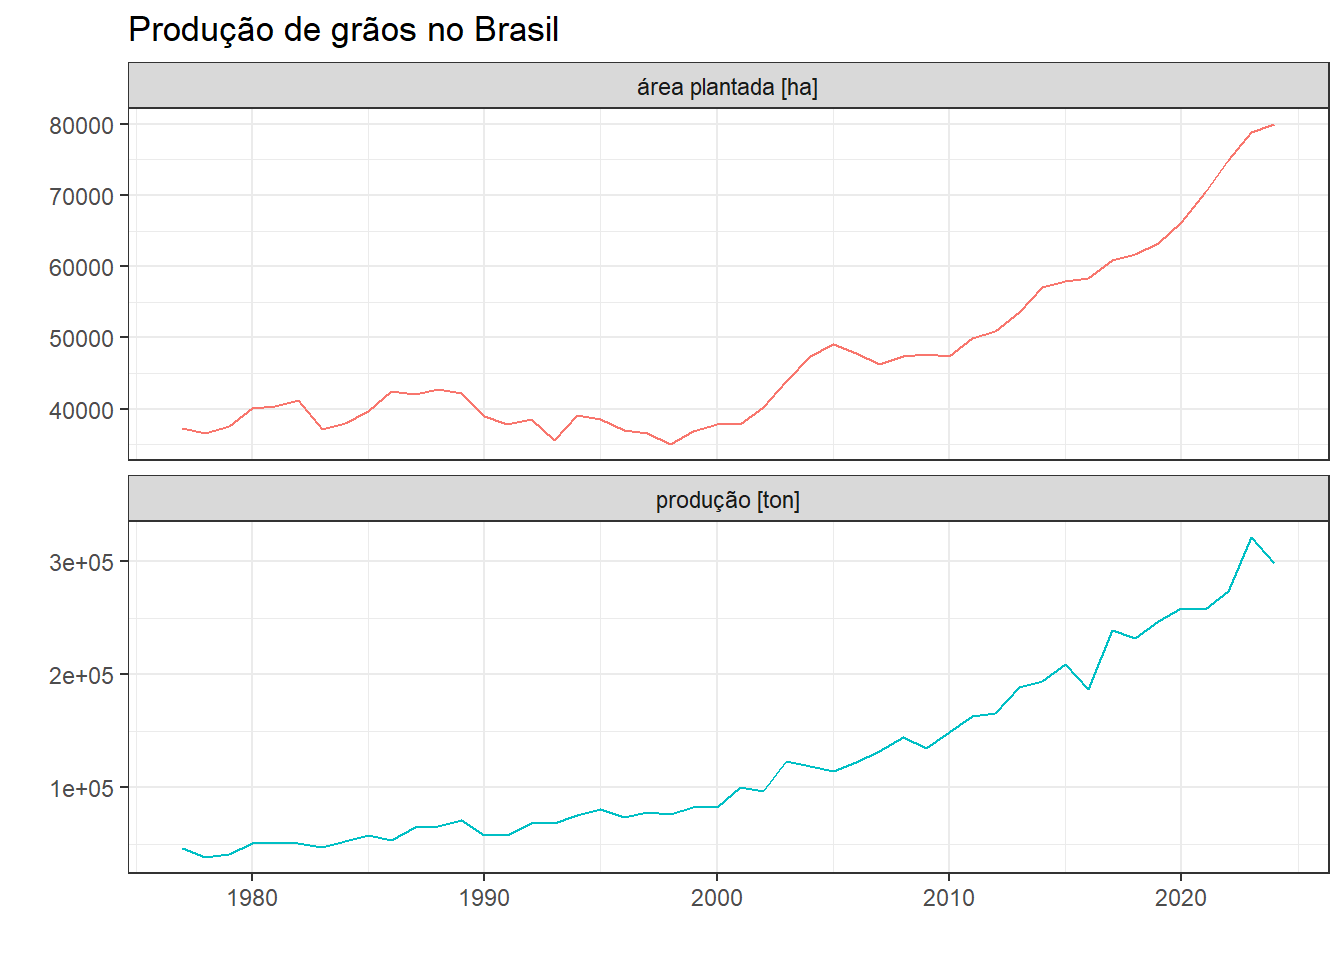 Produção de grãos no Brasil
área plantada [ha]
80000
70000
60000
50000
40000
produção [ton]
3e+05
2e+05
1e+05
1980 1990 2000 2010 2020